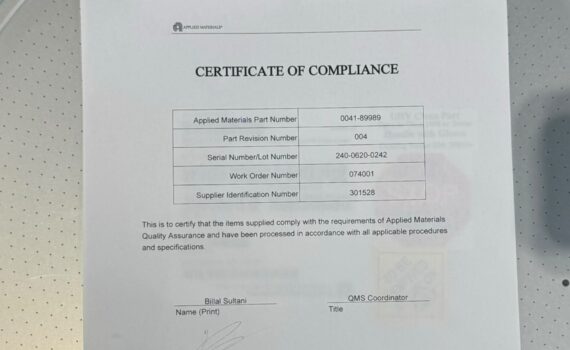 APPLIED MATERIALS®
CERTIFICATE OF COMPLIANCE
Applied Materials Part Number 0041-89989
Part Revision Number 004
Serial Number/Lot Number 240-0620-0242
Work Order Number 074001
Supplier Identification Number 301528
This is to certify that the items supplied comply with the requirements of Applied Materials
Quality Assurance and have been processed in accordance with all applicable procedures
and specifications.
Billal Sultani QMS Coordinator
Name (Print) Title